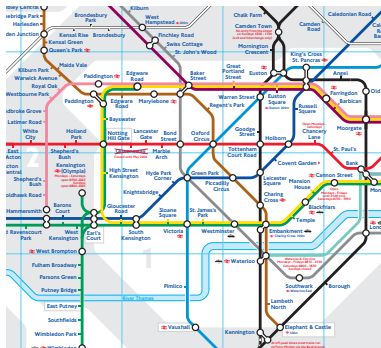 Kilburn
Brondesbury
Park
West
Hampstead
Chalk Farm
Caledonian Road
Camden Town
Camden
Road
Harlesden
Brondesbury
Finchley Road
Kensal Rise
Kensal Green
Swiss Cottage
Queen's Park
St. John's Wood
Mornington
Crescent
King's Cross
St. Pancras
Kilburn Park
Maida Vale
Edgware
Road
Great
Portland
Street
Euston
Angel
Warwick Avenue
Paddington
Baker
Street
Royal Oak
Westbourne Park
Paddington
Edgware
Road
Marylebone
Warren Street
Regent's Park
Euston
Square
Farringdon
Barbican
Ladbroke Grove
Latimer Road
Bayswater
Russell
Square
Moorgate
White
City
Holland
Park
Notting
Hill Gate
Lancaster
Gate
Bond
Street
Oxford
Circus
Goodge
Street
Holborn
Chancery
Lane
East
Acton
Shepherd's
Bush
Marble
Arch
Tottenham
Court Road
St. Paul's
Kensington
(Olympia)
High Street
Kensington
Hyde Park
Corner
Green Park
Covent Garden
Bank
Shepherd's
Bush
Piccadilly
Circus
Leicester
Square
Mansion
House
Cannon Street
Goldhawk Road
Knightsbridge
Hammersmith
Barons
Court
Gloucester
Road
Sloane
Square
St. James's
Park
Charing
Cross
Blackfriars
Temple
Ravenscourt
Park
West
Kensington
Earl's
Court
South
Kensington
Victoria
Westminster
Embankment
West Brompton
Waterloo
Fulham Broadway
Parsons Green
Putney Bridge
River Thames
Pimlico
Southwark
Borough
East Putney
Southfields
Lambeth
North
Wimbledon Park
Wimbledon
Vauxhall
Kennington
Elephant & Castle